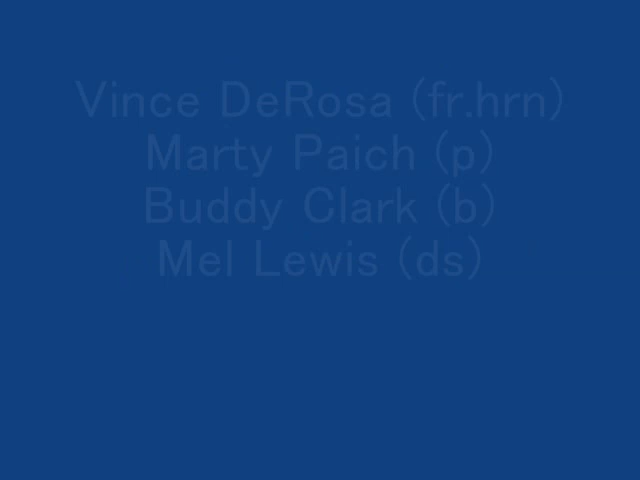 Vince DeRosa (fr.hrn)
Marty Paich (p)
Buddy Clark (b)
Mel Lewis (ds)